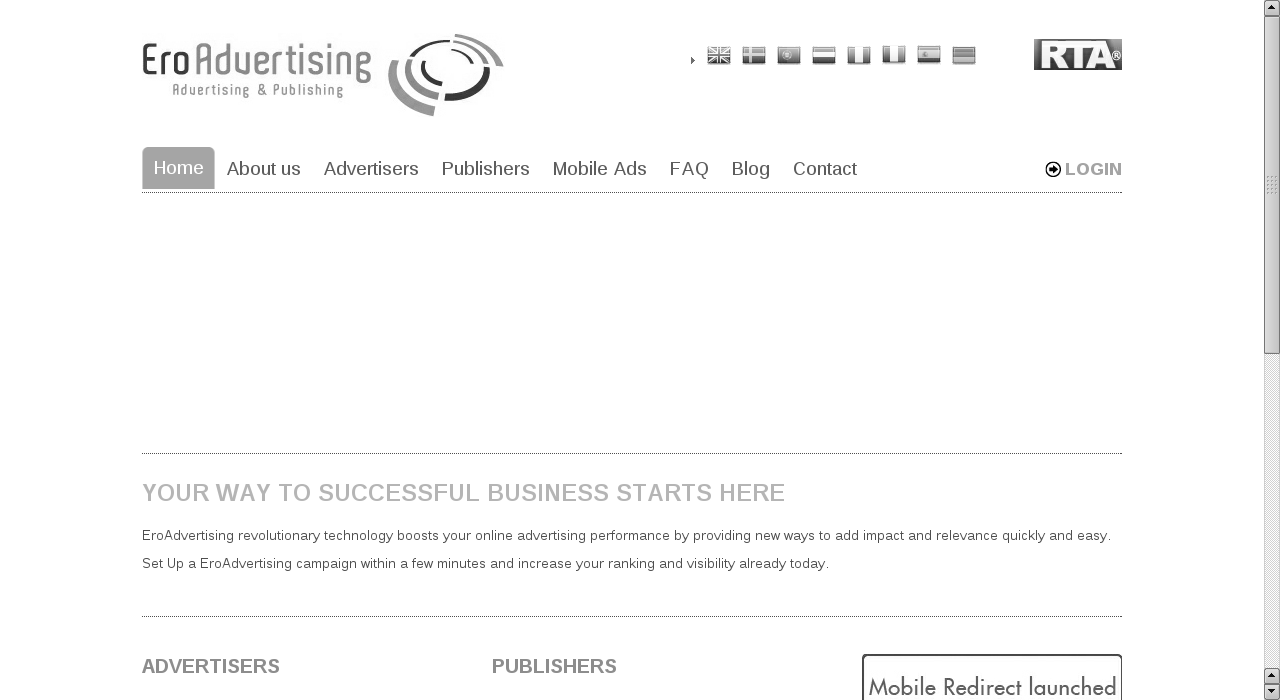 EroAdvertising
Advertising & Publishing
RTA®
Home About us Advertisers Publishers Mobile Ads FAQ Blog Contact LOGIN
YOUR WAY TO SUCCESSFUL BUSINESS STARTS HERE
EroAdvertising revolutionary technology boosts your online advertising performance by providing new ways to add impact and relevance quickly and easy.
Set Up a EroAdvertising campaign within a few minutes and increase your ranking and visibility already today.
ADVERTISERS PUBLISHERS
Mobile Redirect launched